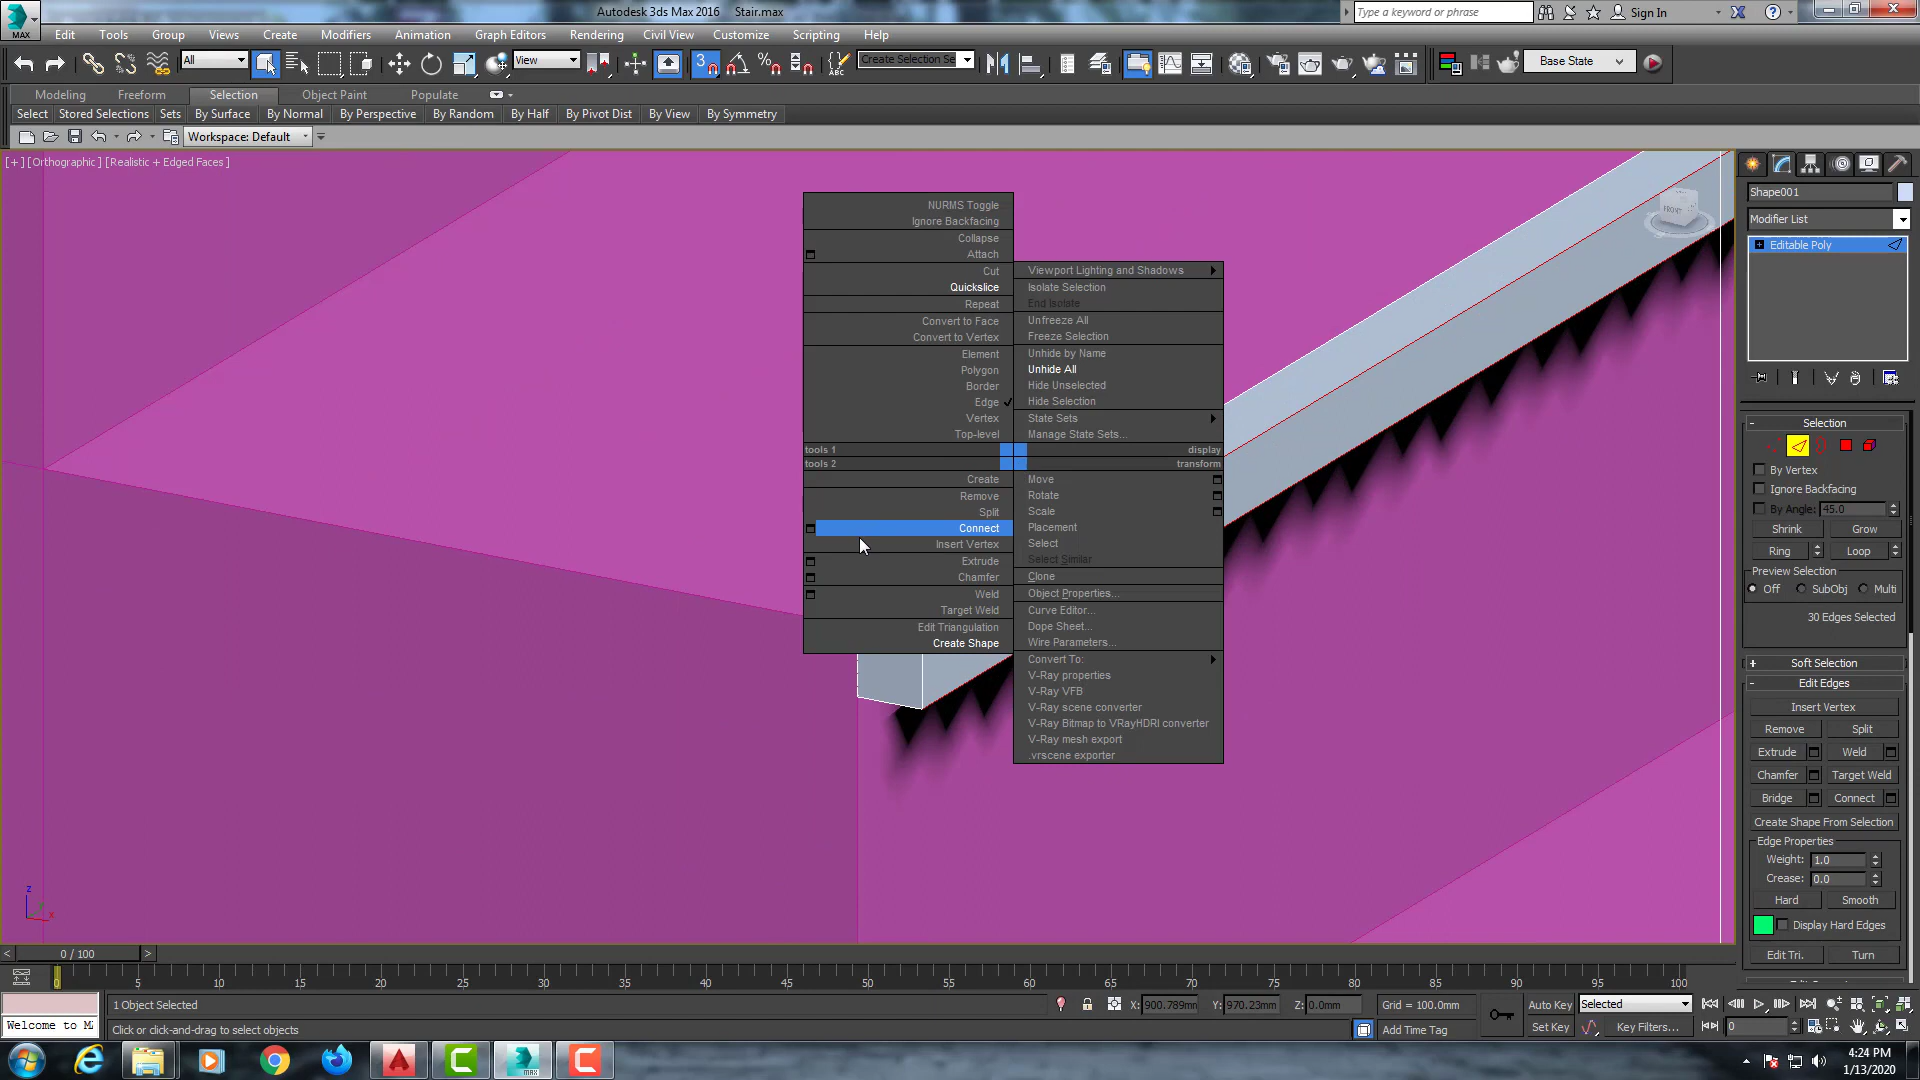 Autodesk 3ds Max 2016 Stair.max
Type a keyword or phrase
Sign In
MAX
Edit Tools Group Views Create Modifiers Animation Graph Editors Rendering Civil View Customize Scripting Help
All
View
3
Create Selection Se
Base State
Modeling Freeform Selection Object Paint Populate
Select Stored Selections Sets By Surface By Normal By Perspective By Random By Half By Pivot Dist By View By Symmetry
Workspace: Default
[+] [Orthographic] [Realistic + Edged Faces]
NURMS Toggle
Ignore Backfacing
Collapse
Attach
Cut
Quickslice
Repeat
Convert to Face
Convert to Vertex
Element
Polygon
Border
Edge
Vertex
Top-level
tools 1
tools 2
Create
Remove
Split
Connect
Insert Vertex
Extrude
Chamfer
Weld
Target Weld
Edit Triangulation
Create Shape
Viewport Lighting and Shadows
Isolate Selection
End Isolate
Unfreeze All
Freeze Selection
Unhide by Name
Unhide All
Hide Unselected
Hide Selection
State Sets
Manage State Sets...
display
transform
Move
Rotate
Scale
Placement
Select
Select Similar
Clone
Object Properties...
Curve Editor...
Dope Sheet...
Wire Parameters...
Convert To:
V-Ray properties
V-Ray VFB
V-Ray scene converter
V-Ray Bitmap to VRayHDRI converter
V-Ray mesh export
.vrscene exporter
FRONT
Shape001
Modifier List
Editable Poly
Selection
By Vertex
Ignore Backfacing
By Angle: 45.0
Shrink Grow
Ring Loop
Preview Selection
Off SubObj Multi
30 Edges Selected
Soft Selection
Edit Edges
Insert Vertex
Remove Split
Extrude Weld
Chamfer Target Weld
Bridge Connect
Create Shape From Selection
Edge Properties
Weight: 1.0
Crease: 0.0
Hard Smooth
Display Hard Edges
Edit Tri. Turn
z
x
0 / 100
0 5 10 15 20 25 30 35 40 45 50 55 60 65 70 75 80 85 90 95 100
1 Object Selected
X: 900.789mm Y: 970.23mm Z: 0.0mm Grid = 100.0mm
Auto Key Selected
Welcome to M
Click or click-and-drag to select objects
Add Time Tag
Set Key Key Filters... 0
4:24 PM
1/13/2020